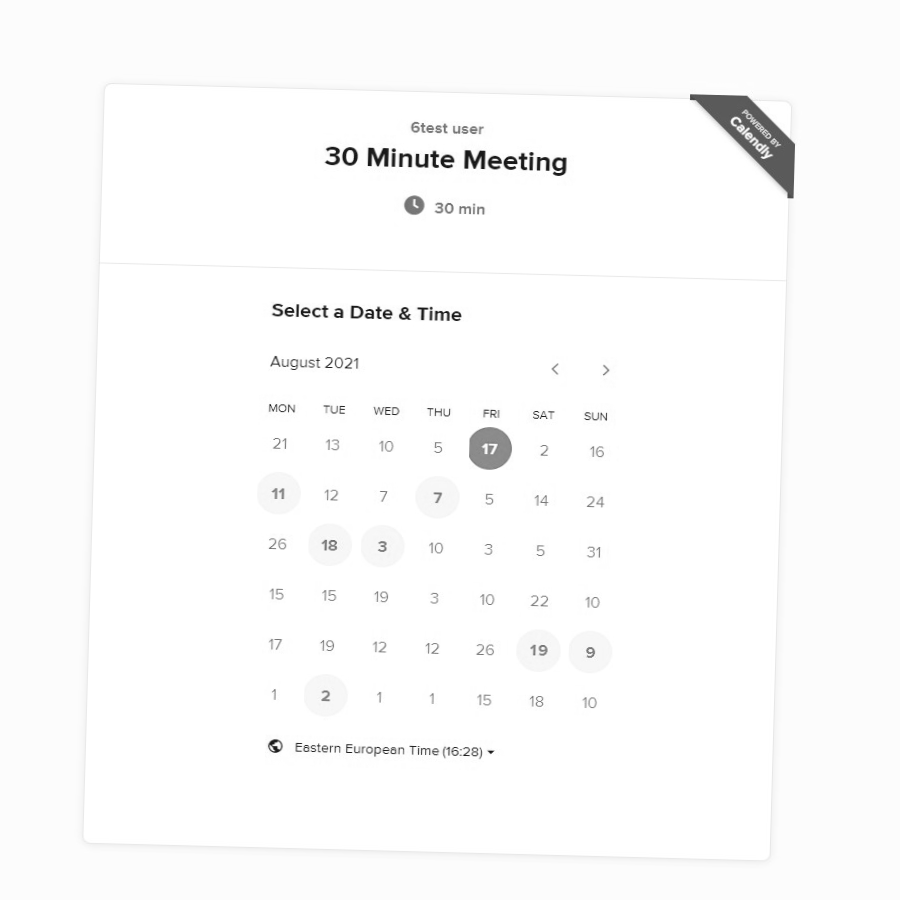 POWERED BY
Calendly
6test user
30 Minute Meeting
30 min
Select a Date & Time
August 2021
MON TUE WED THU FRI SAT SUN
21 13 10 5 17 2 16
11 12 7 7 5 14 24
26 18 3 10 3 5 31
15 15 19 3 10 22 10
17 19 12 12 26 19 9
1 2 1 1 15 18 10
Eastern European Time (16:28)